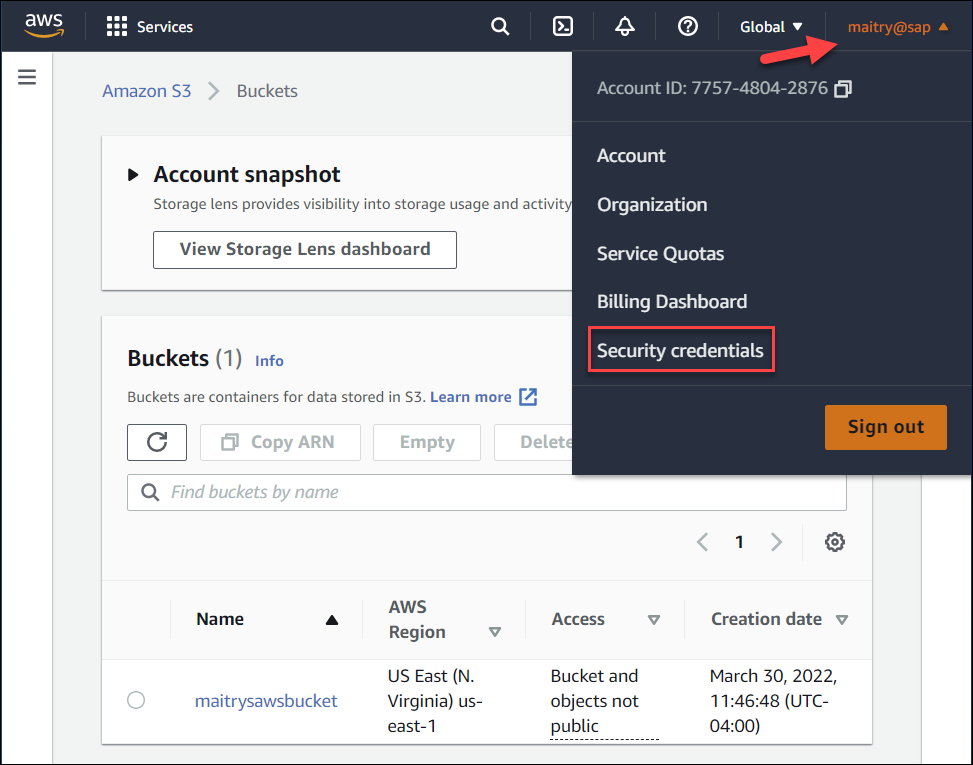 aws
Services
Global
maitry@sap
Account ID: 7757-4804-2876
Amazon S3
Buckets
Account
Organization
Service Quotas
Billing Dashboard
Security credentials
Sign out
Account snapshot
Storage lens provides visibility into storage usage and activity
View Storage Lens dashboard
Buckets (1) Info
Buckets are containers for data stored in S3. Learn more
Copy ARN
Empty
Delete
Find buckets by name
1
Name
AWS
Region
Access
Creation date
maitrysawsbucket
US East (N.
Virginia) us-
east-1
Bucket and
objects not
public
March 30, 2022,
11:46:48 (UTC-
04:00)